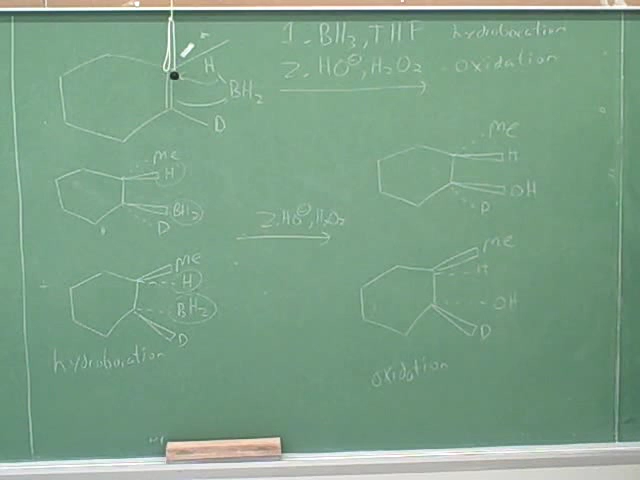 1. BH3, THF hydroboration
2. HO⊖, H2O2 oxidation
H
BH2
D
Me
H
BH2
D
2. HO⊖, H2O2
Me
H
OH
D
Me
H
BH2
D
hydroboration
Me
H
OH
D
oxidation